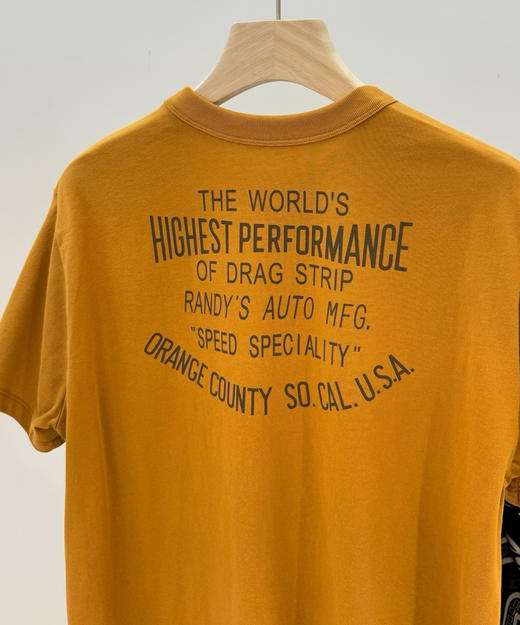 THE WORLD'S
HIGHEST PERFORMANCE
OF DRAG STRIP
RANDY'S AUTO MFG.
"SPEED SPECIALITY"
ORANGE COUNTY SO. CAL. U.S.A.